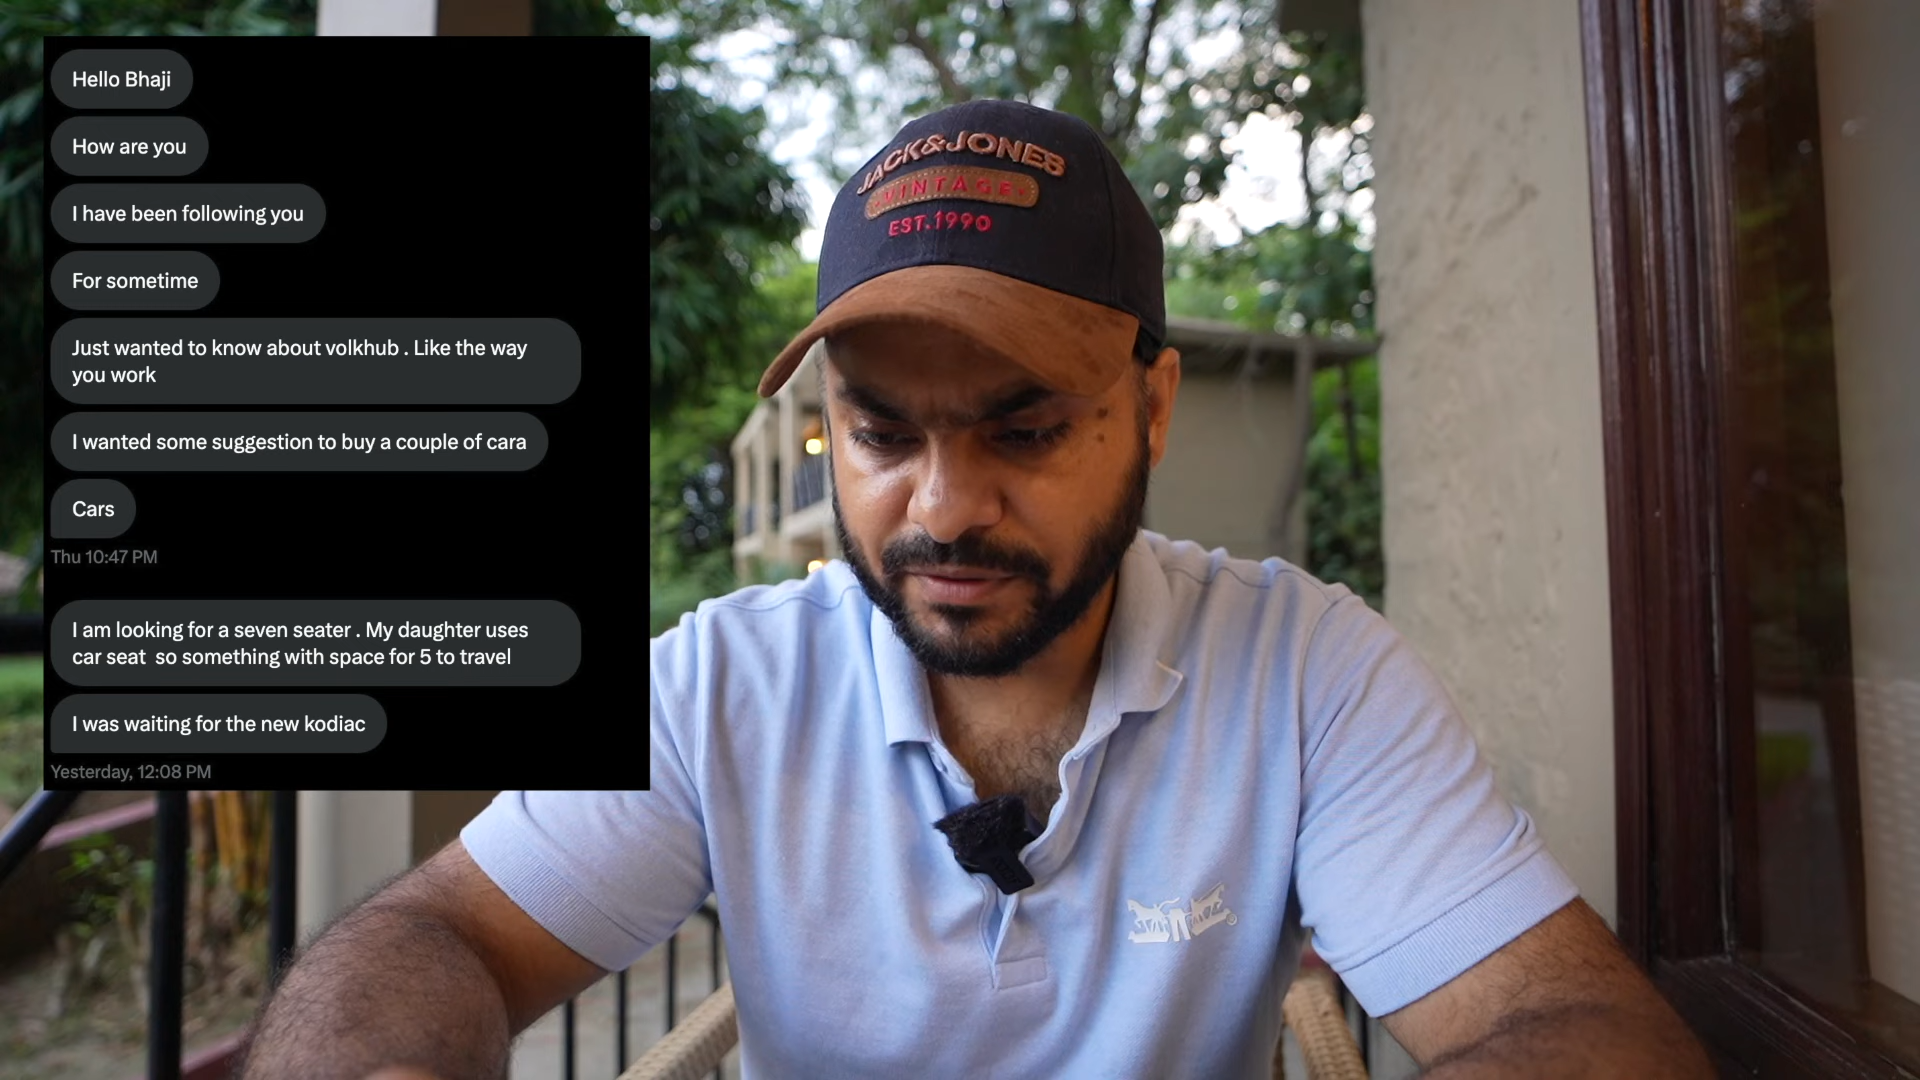 Hello Bhaji
How are you
I have been following you
For sometime
Just wanted to know about volkhub . Like the way
you work
I wanted some suggestion to buy a couple of cara
Cars
Thu 10:47 PM
I am looking for a seven seater . My daughter uses
car seat  so something with space for 5 to travel
I was waiting for the new kodiac
Yesterday, 12:08 PM
JACK&JONES
VINTAGE
EST.1990